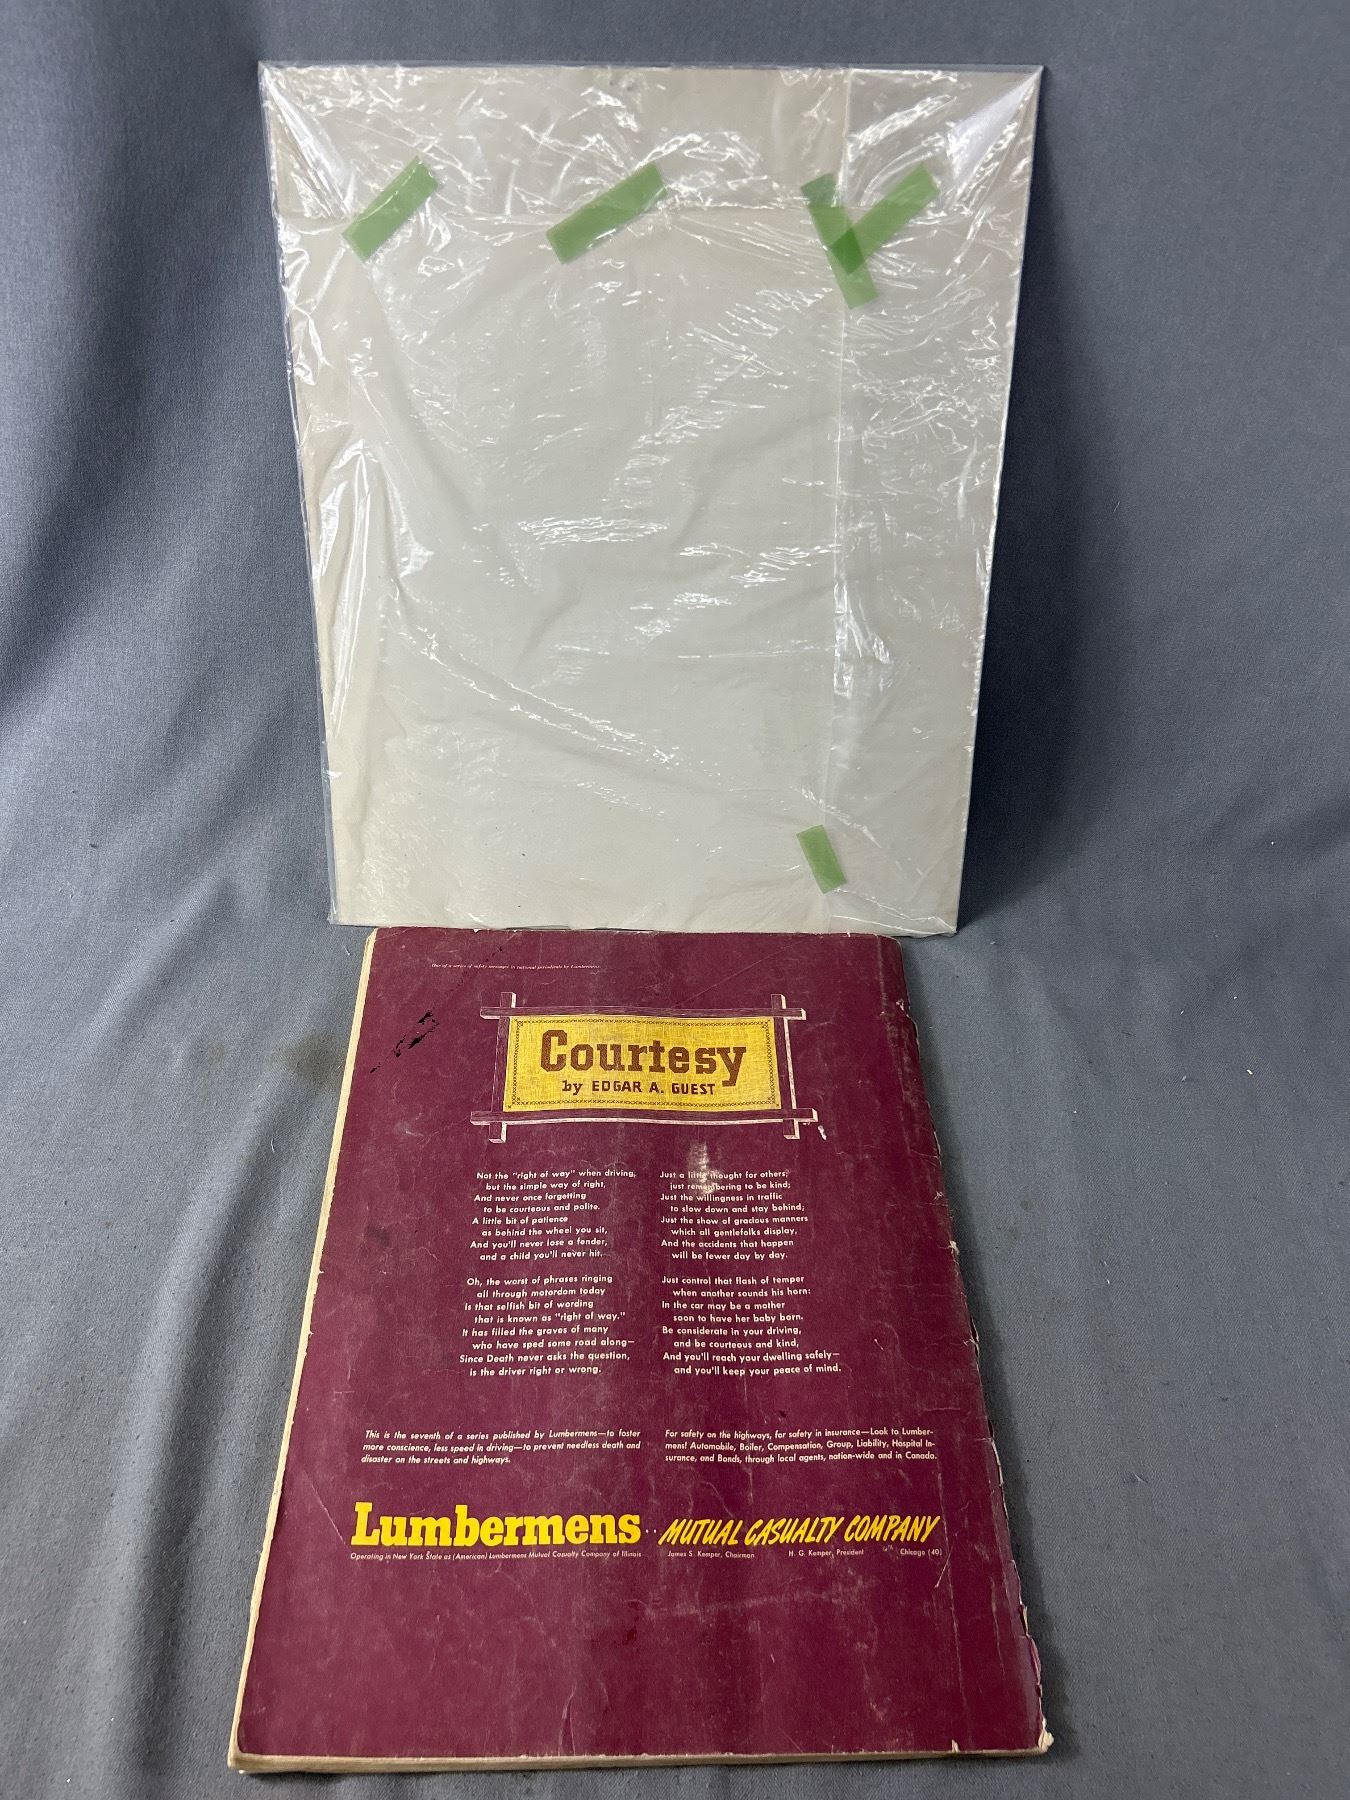 One of a series of safety messages in national periodicals by Lumbermens
Courtesy
by EDGAR A. GUEST
Not the "right of way" when driving,
but the simple way of right,
And never once forgetting
to be courteous and polite.
A little bit of patience
as behind the wheel you sit,
And you'll never lose a fender,
and a child you'll never hit.
Oh, the worst of phrases ringing
all through motordom today
Is that selfish bit of wording
that is known as "right of way."
It has filled the graves of many
who have sped some road along—
Since Death never asks the question,
is the driver right or wrong.
Just a little thought for others;
just remembering to be kind;
Just the willingness in traffic
to slow down and stay behind;
Just the show of gracious manners
which all gentlefolks display,
And the accidents that happen
will be fewer day by day.
Just control that flash of temper
when another sounds his horn:
In the car may be a mother
soon to have her baby born.
Be considerate in your driving,
and be courteous and kind,
And you'll reach your dwelling safely—
and you'll keep your peace of mind.
This is the seventh of a series published by Lumbermens—to foster
more conscience, less speed in driving—to prevent needless death and
disaster on the streets and highways.
For safety on the highways, for safety in insurance—Look to Lumber-
mens! Automobile, Boiler, Compensation, Group, Liability, Hospital In-
surance, and Bonds, through local agents, nation-wide and in Canada.
Lumbermens·· MUTUAL CASUALTY COMPANY
Operating in New York State as (American) Lumbermens Mutual Casualty Company of Illinois James S. Kemper, Chairman H. G. Kemper, President Chicago (40)